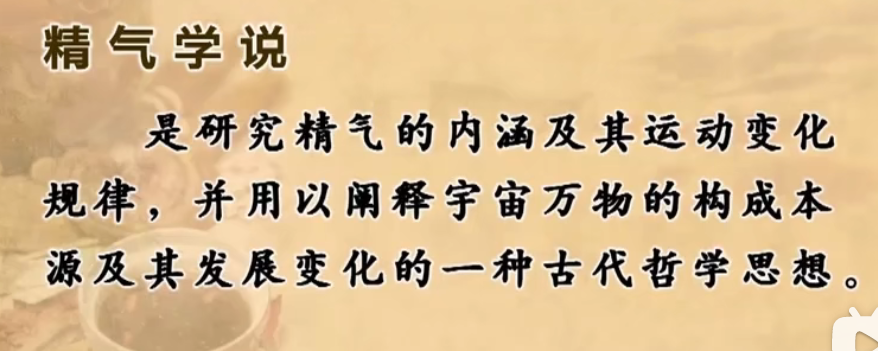 精气学说
是研究精气的内涵及其运动变化
规律，并用以阐释宇宙万物的构成本
源及其发展变化的一种古代哲学思想。